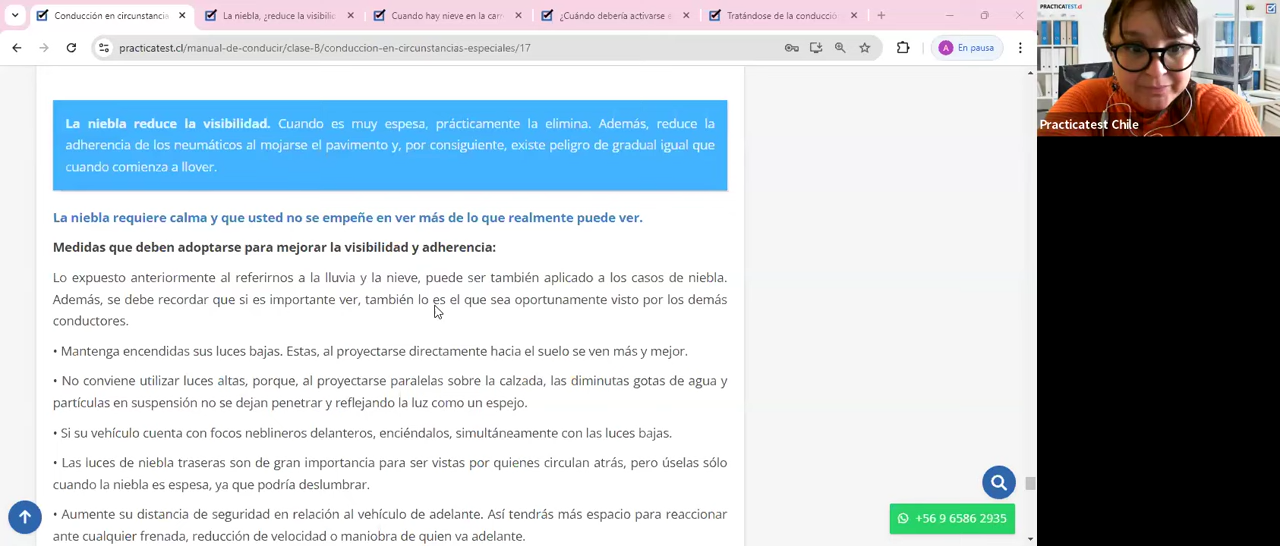 Conducción en circunstancia
La niebla, ¿reduce la visibilid
Cuando hay nieve en la carr
¿Cuándo debería activarse e
Tratándose de la conducció
practicatest.cl/manual-de-conducir/clase-B/conduccion-en-circunstancias-especiales/17
A En pausa
PRACTICATEST.cl
Practicatest Chile
La niebla reduce la visibilidad. Cuando es muy espesa, prácticamente la elimina. Además, reduce la
adherencia de los neumáticos al mojarse el pavimento y, por consiguiente, existe peligro de gradual igual que
cuando comienza a llover.
La niebla requiere calma y que usted no se empeñe en ver más de lo que realmente puede ver.
Medidas que deben adoptarse para mejorar la visibilidad y adherencia:
Lo expuesto anteriormente al referirnos a la lluvia y la nieve, puede ser también aplicado a los casos de niebla.
Además, se debe recordar que si es importante ver, también lo es el que sea oportunamente visto por los demás
conductores.
• Mantenga encendidas sus luces bajas. Estas, al proyectarse directamente hacia el suelo se ven más y mejor.
• No conviene utilizar luces altas, porque, al proyectarse paralelas sobre la calzada, las diminutas gotas de agua y
partículas en suspensión no se dejan penetrar y reflejando la luz como un espejo.
• Si su vehículo cuenta con focos neblineros delanteros, enciéndalos, simultáneamente con las luces bajas.
• Las luces de niebla traseras son de gran importancia para ser vistas por quienes circulan atrás, pero úselas sólo
cuando la niebla es espesa, ya que podría deslumbrar.
• Aumente su distancia de seguridad en relación al vehículo de adelante. Así tendrás más espacio para reaccionar
ante cualquier frenada, reducción de velocidad o maniobra de quien va adelante.
+56 9 6586 2935